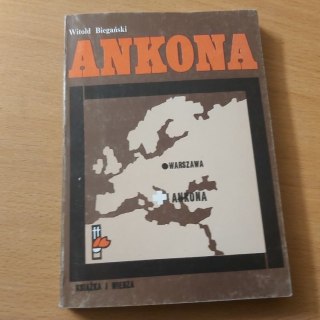 Witold Biegański
ANKONA
WARSZAWA
ANKONA
KSIĄŻKA I WIEDZA